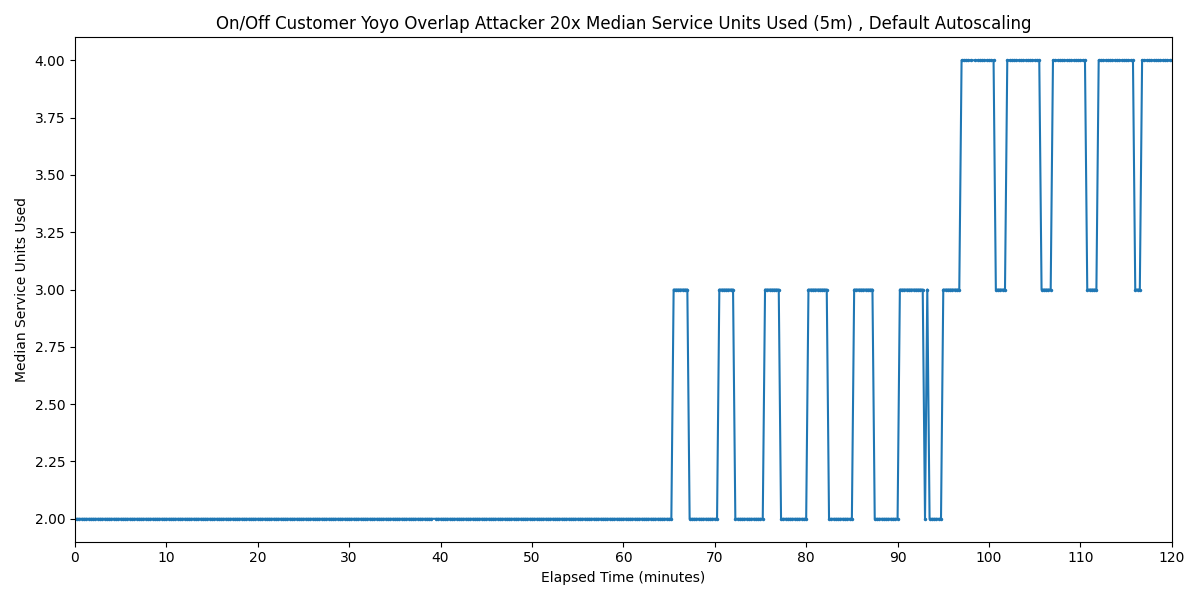 On/Off Customer Yoyo Overlap Attacker 20x Median Service Units Used (5m) , Default Autoscaling
Median Service Units Used
4.00
3.75
3.50
3.25
3.00
2.75
2.50
2.25
2.00
0 10 20 30 40 50 60 70 80 90 100 110 120
Elapsed Time (minutes)